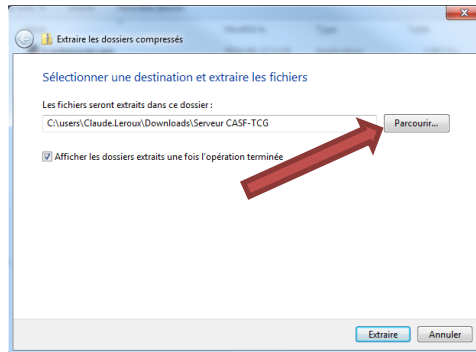 Extraire les dossiers compressés
Sélectionner une destination et extraire les fichiers
Les fichiers seront extraits dans ce dossier :
C:\users\Claude.Leroux\Downloads\Serveur CASF-TCG
Parcourir...
Afficher les dossiers extraits une fois l'opération terminée
Extraire
Annuler